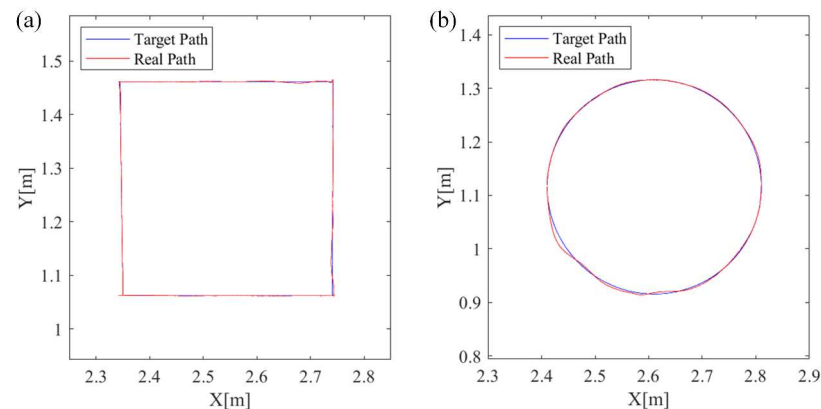 (a)
Target Path
Real Path
1.5
1.4
1.3
1.2
1.1
1
Y[m]
2.3 2.4 2.5 2.6 2.7 2.8
X[m]
(b)
Target Path
Real Path
1.4
1.3
1.2
1.1
1
0.9
0.8
Y[m]
2.3 2.4 2.5 2.6 2.7 2.8 2.9
X[m]